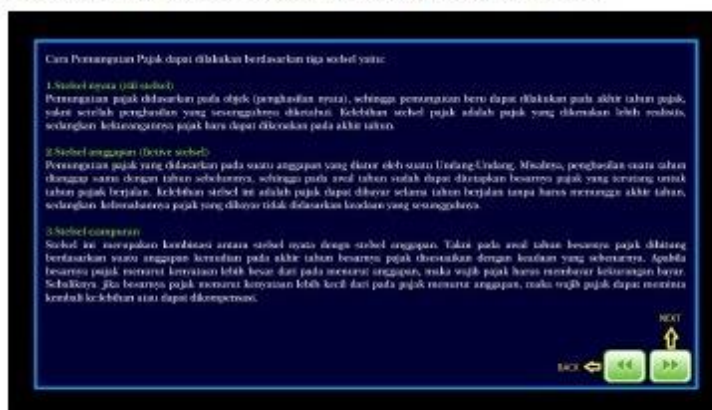 Cara Pemungutan Pajak dapat dilakukan berdasarkan tiga stelsel yaitu:
1.Stelsel nyata (riil stelsel)
Pemungutan pajak didasarkan pada objek (penghasilan nyata), sehingga pemungutan baru dapat dilakukan pada akhir tahun pajak,
yakni setelah penghasilan yang sesungguhnya diketahui. Kelebihan stelsel pajak adalah pajak yang dikenakan lebih realistis,
sedangkan kekurangannya pajak baru dapat dikenakan pada akhir tahun.
2.Stelsel anggapan (fictive stelsel)
Pemungutan pajak yang didasarkan pada suatu anggapan yang diatur oleh suatu Undang-Undang. Misalnya, penghasilan suatu tahun
dianggap sama dengan tahun sebelumnya, sehingga pada awal tahun sudah dapat ditetapkan besarnya pajak yang terutang untuk
tahun pajak berjalan. Kelebihan stelsel ini adalah pajak dapat dibayar selama tahun berjalan tanpa harus menunggu akhir tahun,
sedangkan kelemahannya pajak yang dibayar tidak didasarkan keadaan yang sesungguhnya.
3.Stelsel campuran
Stelsel ini merupakan kombinasi antara stelsel nyata dengn stelsel anggapan. pada awal tahun besarnya pajak dihitung
berdasarkan suatu anggapan kemudian pada akhir tahun besarnya pajak disesuaikan dengan keadaan yang sebenarnya. Apabila
besarnya pajak menurut kenyataan lebih besar dari pada menurut anggapan, maka wajib pajak harus membayar kekurangan bayar.
Sebaliknya jika besarnya pajak menurut kenyataan lebih kecil dari pada pajak menurut anggapan, maka wajib pajak dapat meminta
kembali kelebihan atau dapat dikompensasi.
NEXT
BACK